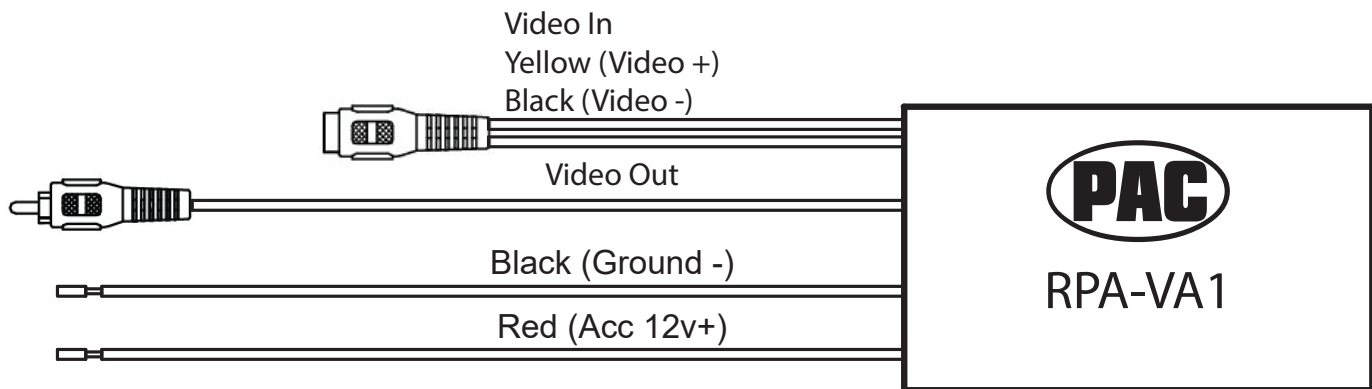 Video In
Yellow (Video +)
Black (Video -)
Video Out
Black (Ground -)
Red (Acc 12v+)
PAC
RPA-VA1